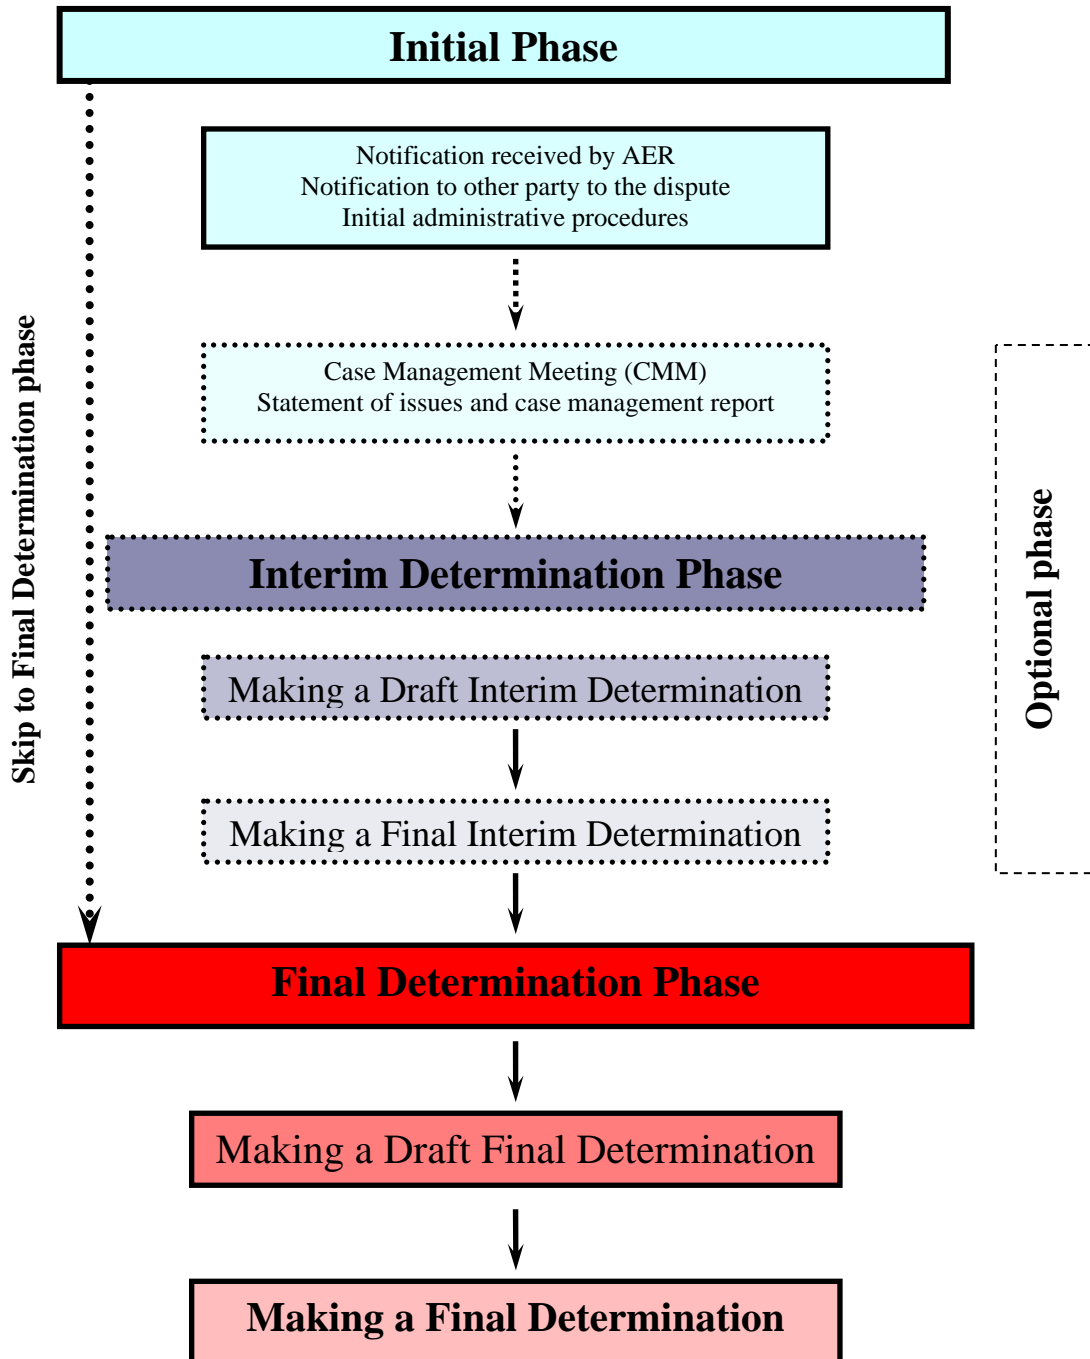 Initial Phase
Notification received by AER
Notification to other party to the dispute
Initial administrative procedures
Skip to Final Determination phase
Case Management Meeting (CMM)
Statement of issues and case management report
Optional phase
Interim Determination Phase
Making a Draft Interim Determination
Making a Final Interim Determination
Final Determination Phase
Making a Draft Final Determination
Making a Final Determination